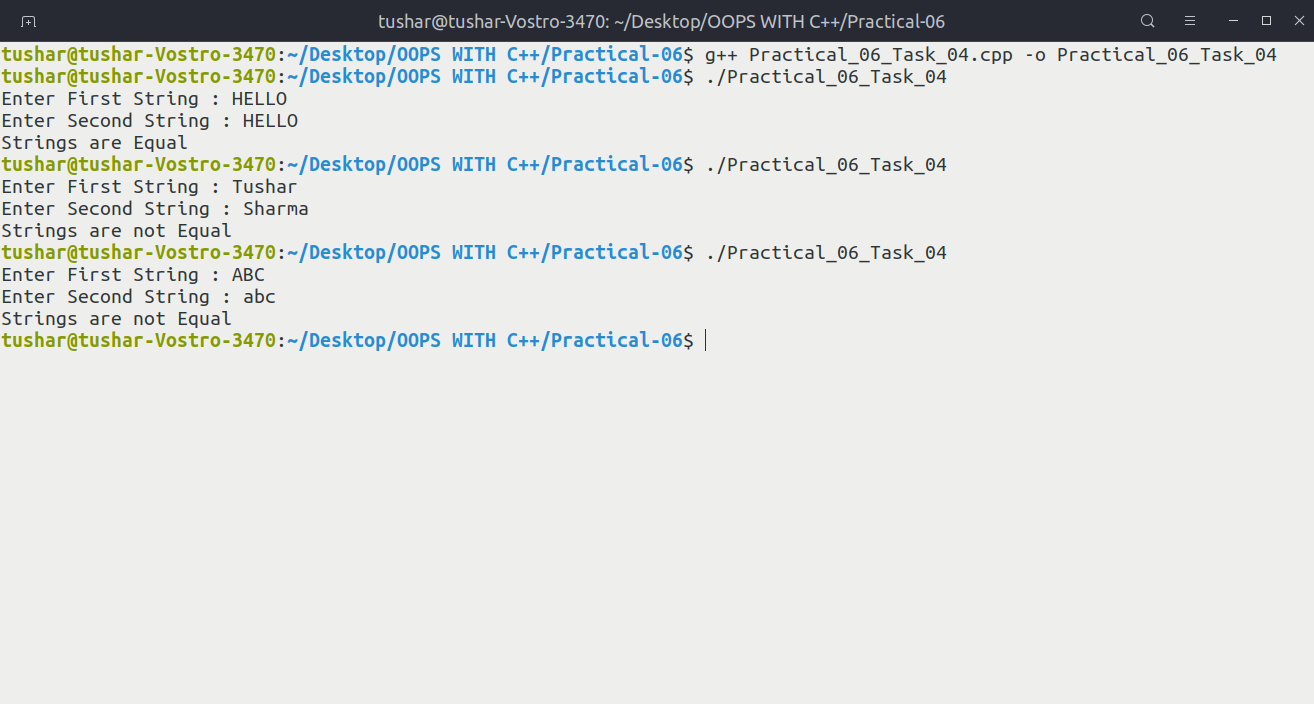 tushar@tushar-Vostro-3470: ~/Desktop/OOPS WITH C++/Practical-06
tushar@tushar-Vostro-3470:~/Desktop/OOPS WITH C++/Practical-06$ g++ Practical_06_Task_04.cpp -o Practical_06_Task_04
tushar@tushar-Vostro-3470:~/Desktop/OOPS WITH C++/Practical-06$ ./Practical_06_Task_04
Enter First String : HELLO
Enter Second String : HELLO
Strings are Equal
tushar@tushar-Vostro-3470:~/Desktop/OOPS WITH C++/Practical-06$ ./Practical_06_Task_04
Enter First String : Tushar
Enter Second String : Sharma
Strings are not Equal
tushar@tushar-Vostro-3470:~/Desktop/OOPS WITH C++/Practical-06$ ./Practical_06_Task_04
Enter First String : ABC
Enter Second String : abc
Strings are not Equal
tushar@tushar-Vostro-3470:~/Desktop/OOPS WITH C++/Practical-06$